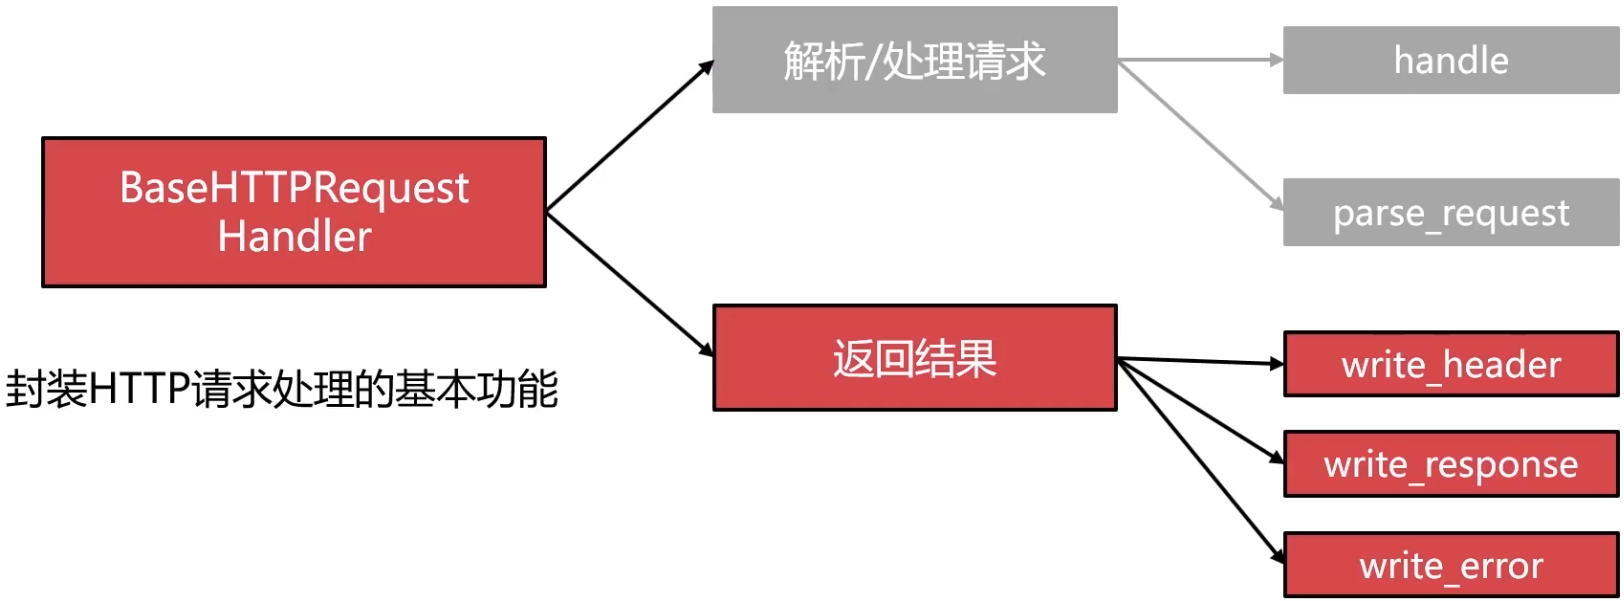 BaseHTTPRequest
Handler
封装HTTP请求处理的基本功能
解析/处理请求
handle
parse_request
返回结果
write_header
write_response
write_error